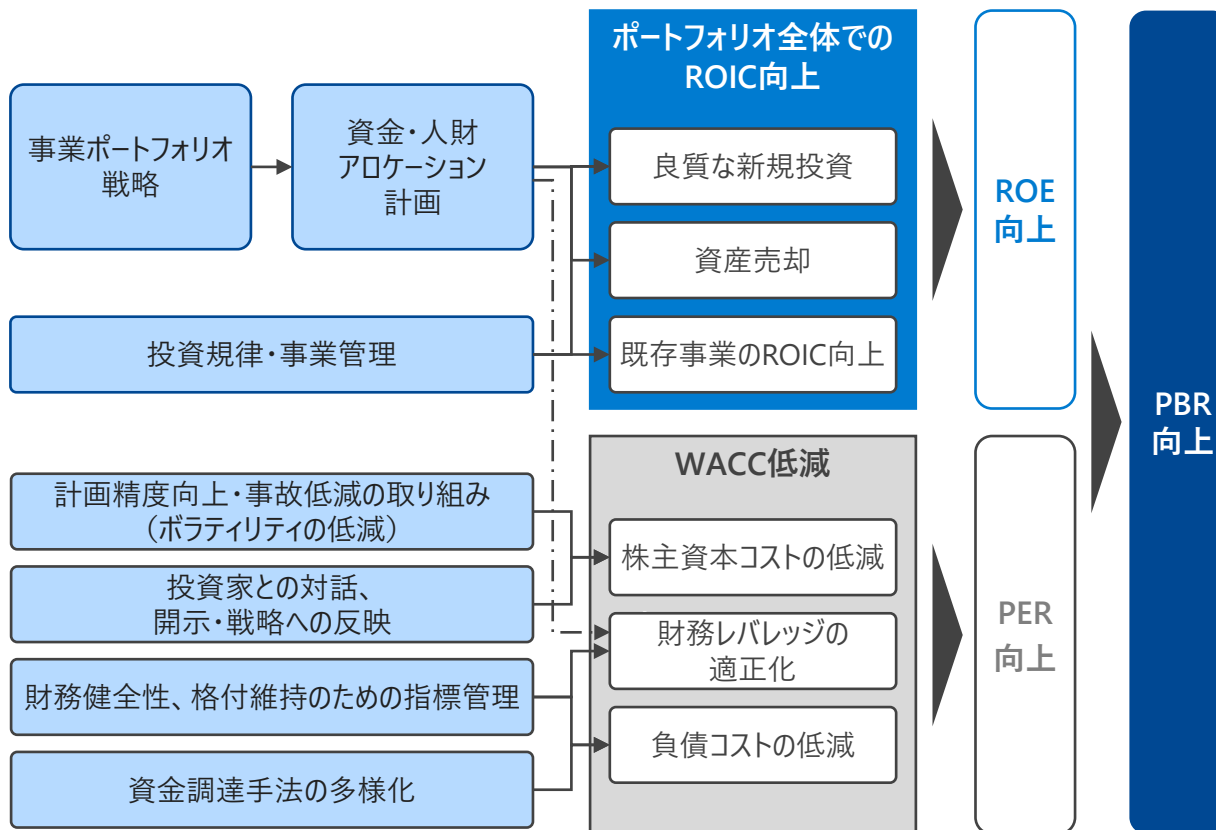 事業ポートフォリオ
戦略
資金・人財
アロケーション
計画
投資規律・事業管理
ポートフォリオ全体での
ROIC向上
良質な新規投資
資産売却
既存事業のROIC向上
ROE
向上
計画精度向上・事故低減の取り組み
(ボラティリティの低減)
投資家との対話、
開示・戦略への反映
財務健全性、格付維持のための指標管理
資金調達手法の多様化
WACC低減
株主資本コストの低減
財務レバレッジの
適正化
負債コストの低減
PER
向上
PBR
向上